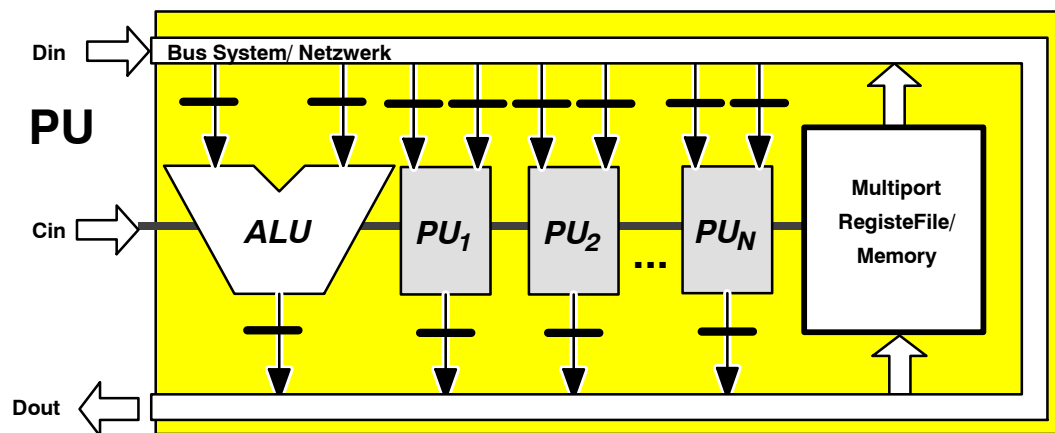 Din
Bus System/ Netzwerk
PU
Cin
ALU
PU1
PU2
...
PUN
Multiport
RegisteFile/
Memory
Dout